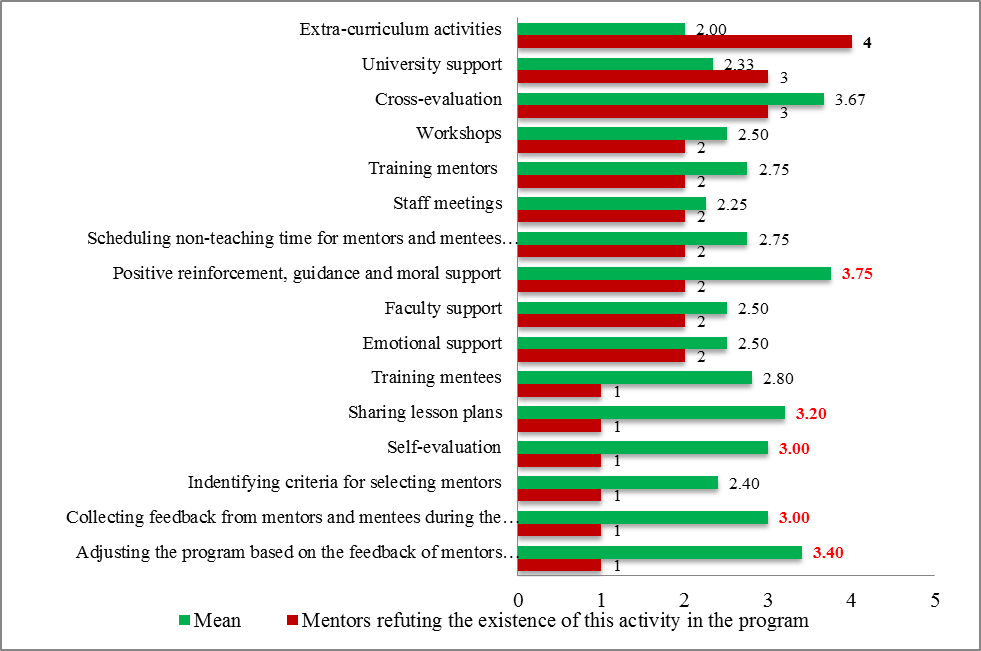 Extra-curriculum activities 2.00
4
University support 2.33
3
Cross-evaluation 3.67
3
Workshops 2.50
2
Training mentors 2.75
2
Staff meetings 2.25
2
Scheduling non-teaching time for mentors and mentees… 2.75
2
Positive reinforcement, guidance and moral support 3.75
2
Faculty support 2.50
2
Emotional support 2.50
2
Training mentees 2.80
1
Sharing lesson plans 3.20
1
Self-evaluation 3.00
1
Indentifying criteria for selecting mentors 2.40
1
Collecting feedback from mentors and mentees during the… 3.00
1
Adjusting the program based on the feedback of mentors… 3.40
1
0 1 2 3 4 5
Mean Mentors refuting the existence of this activity in the program